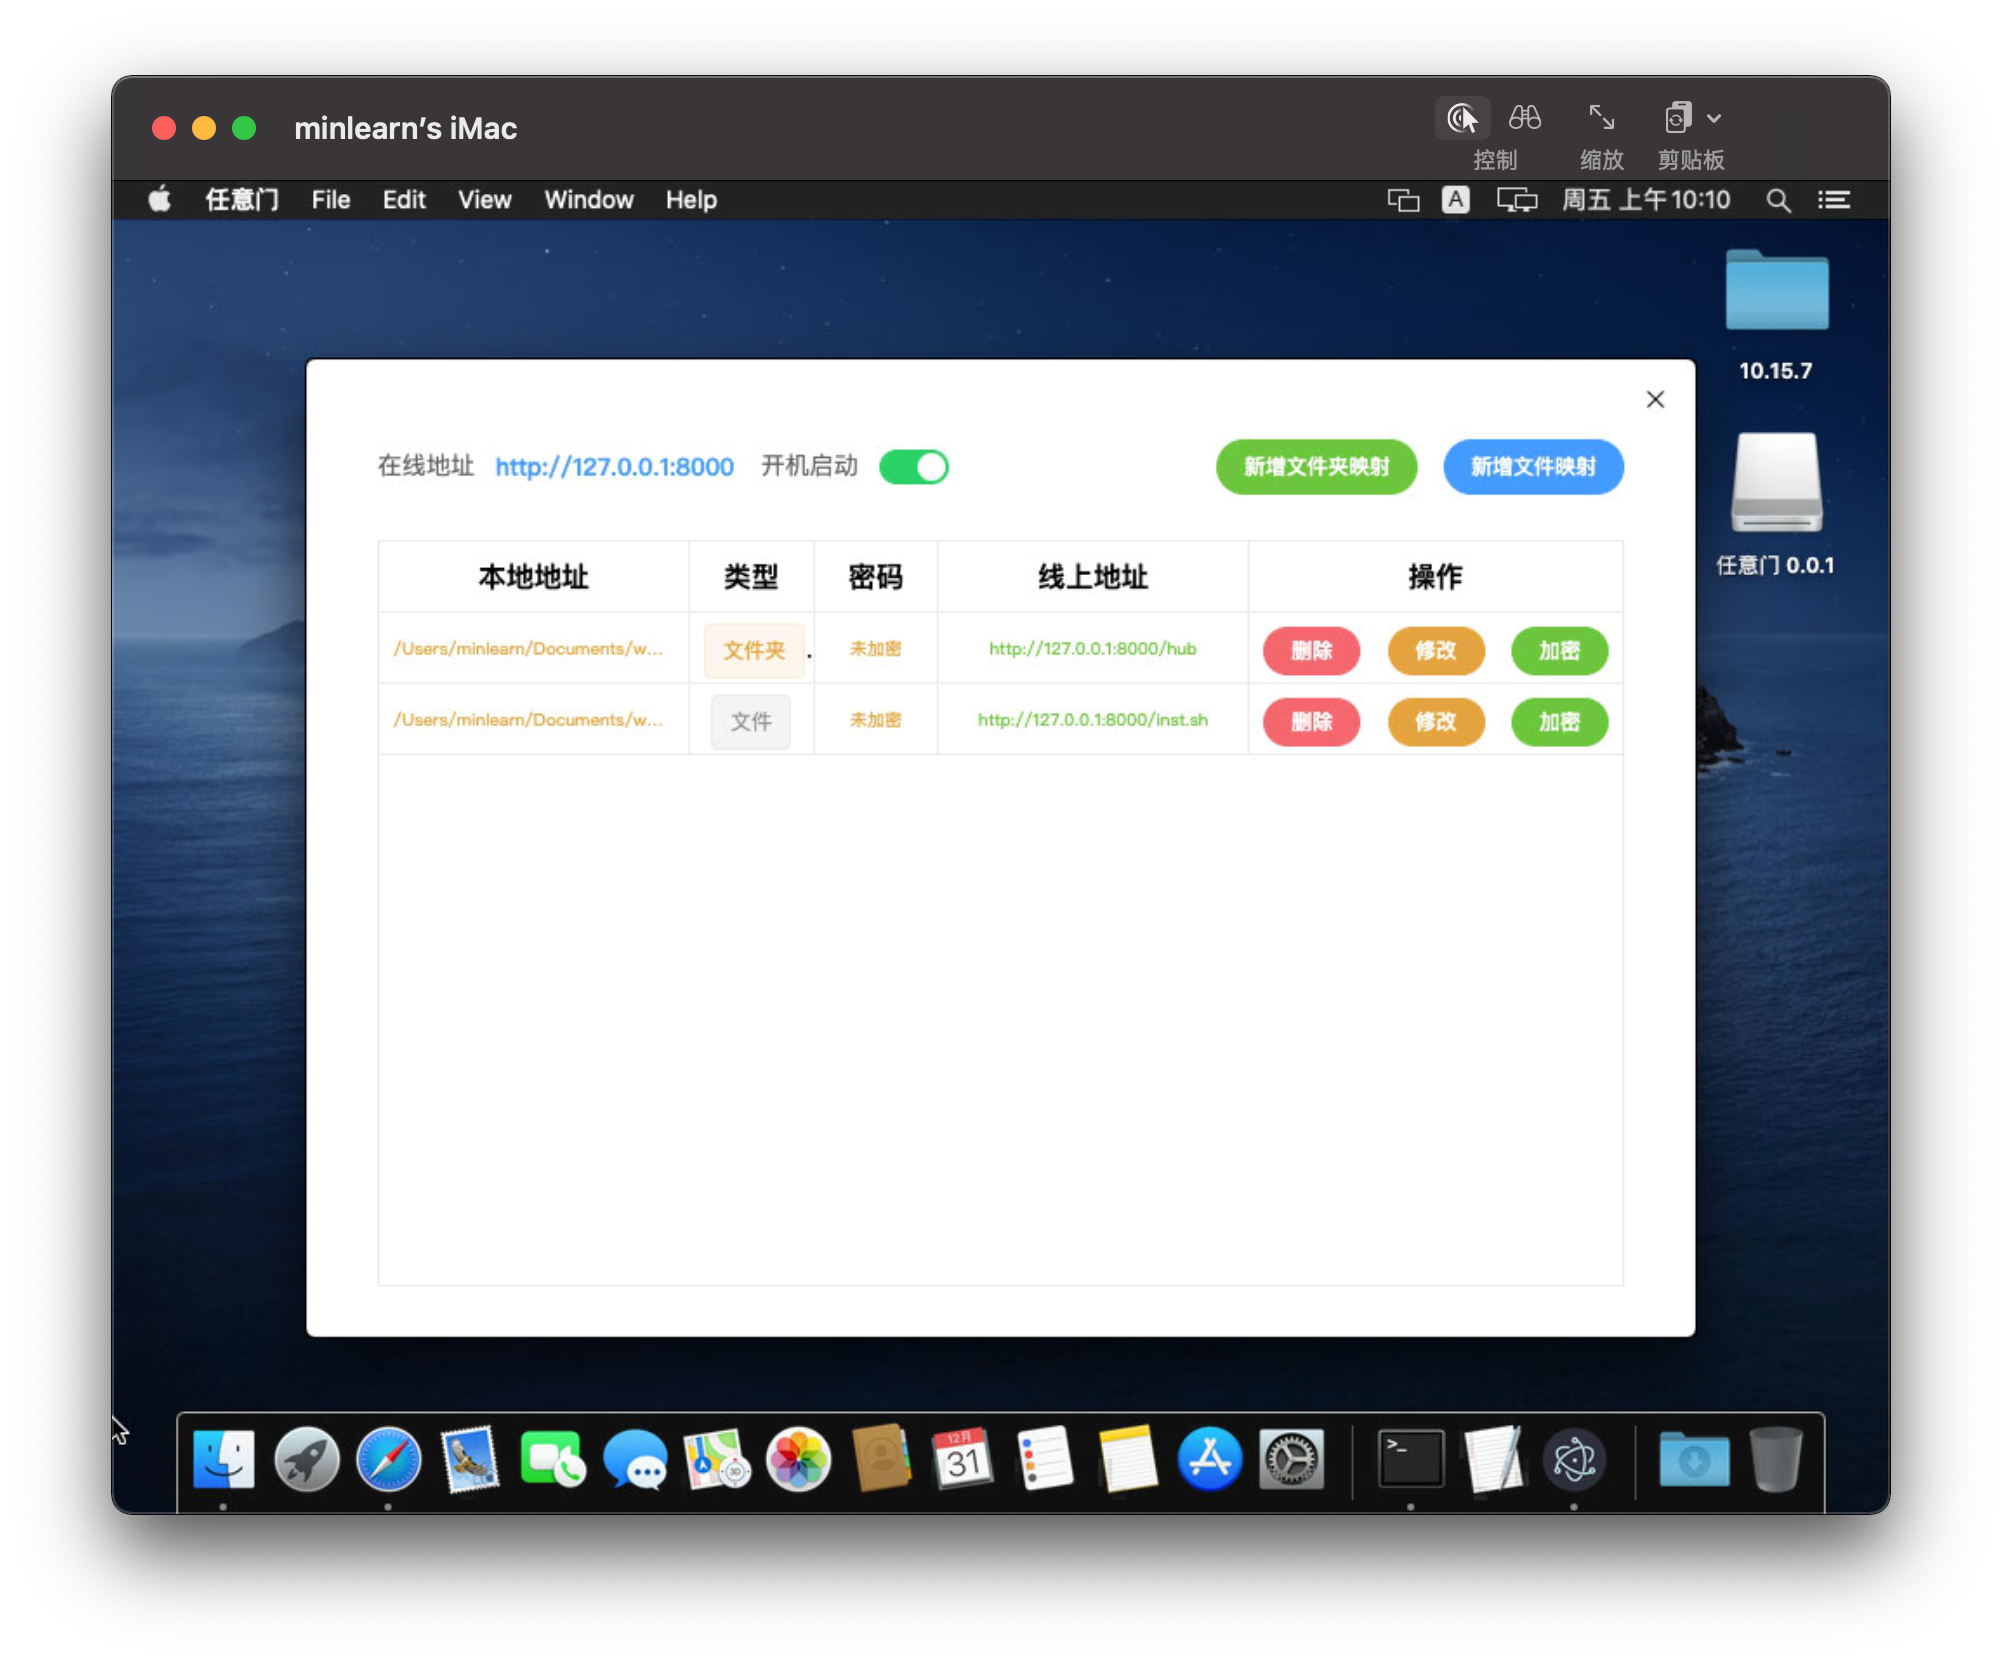 minlearn's iMac
控制
缩放
剪贴板
任意门 File Edit View Window Help
A
周五 上午10:10
10.15.7
任意门 0.0.1
在线地址 http://127.0.0.1:8000 开机启动
新增文件夹映射 新增文件映射
本地地址 类型 密码 线上地址 操作
/Users/minlearn/Documents/w... 文件夹 未加密 http://127.0.0.1:8000/hub 删除 修改 加密
/Users/minlearn/Documents/w... 文件 未加密 http://127.0.0.1:8000/inst.sh 删除 修改 加密
3D
12月
31
>_